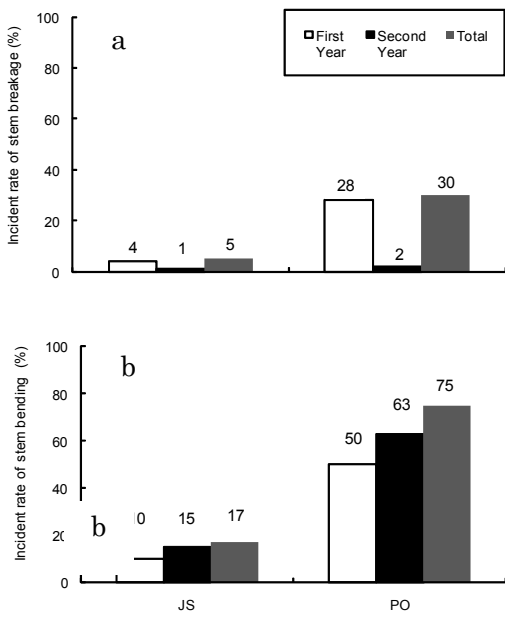 Incident rate of stem breakage (%)
100
80
60
40
20
0
a
First Year
Second Year
Total
4
1
5
28
2
30
Incident rate of stem bending (%)
100
80
60
40
0
b
b
15
17
50
63
75
JS
PO